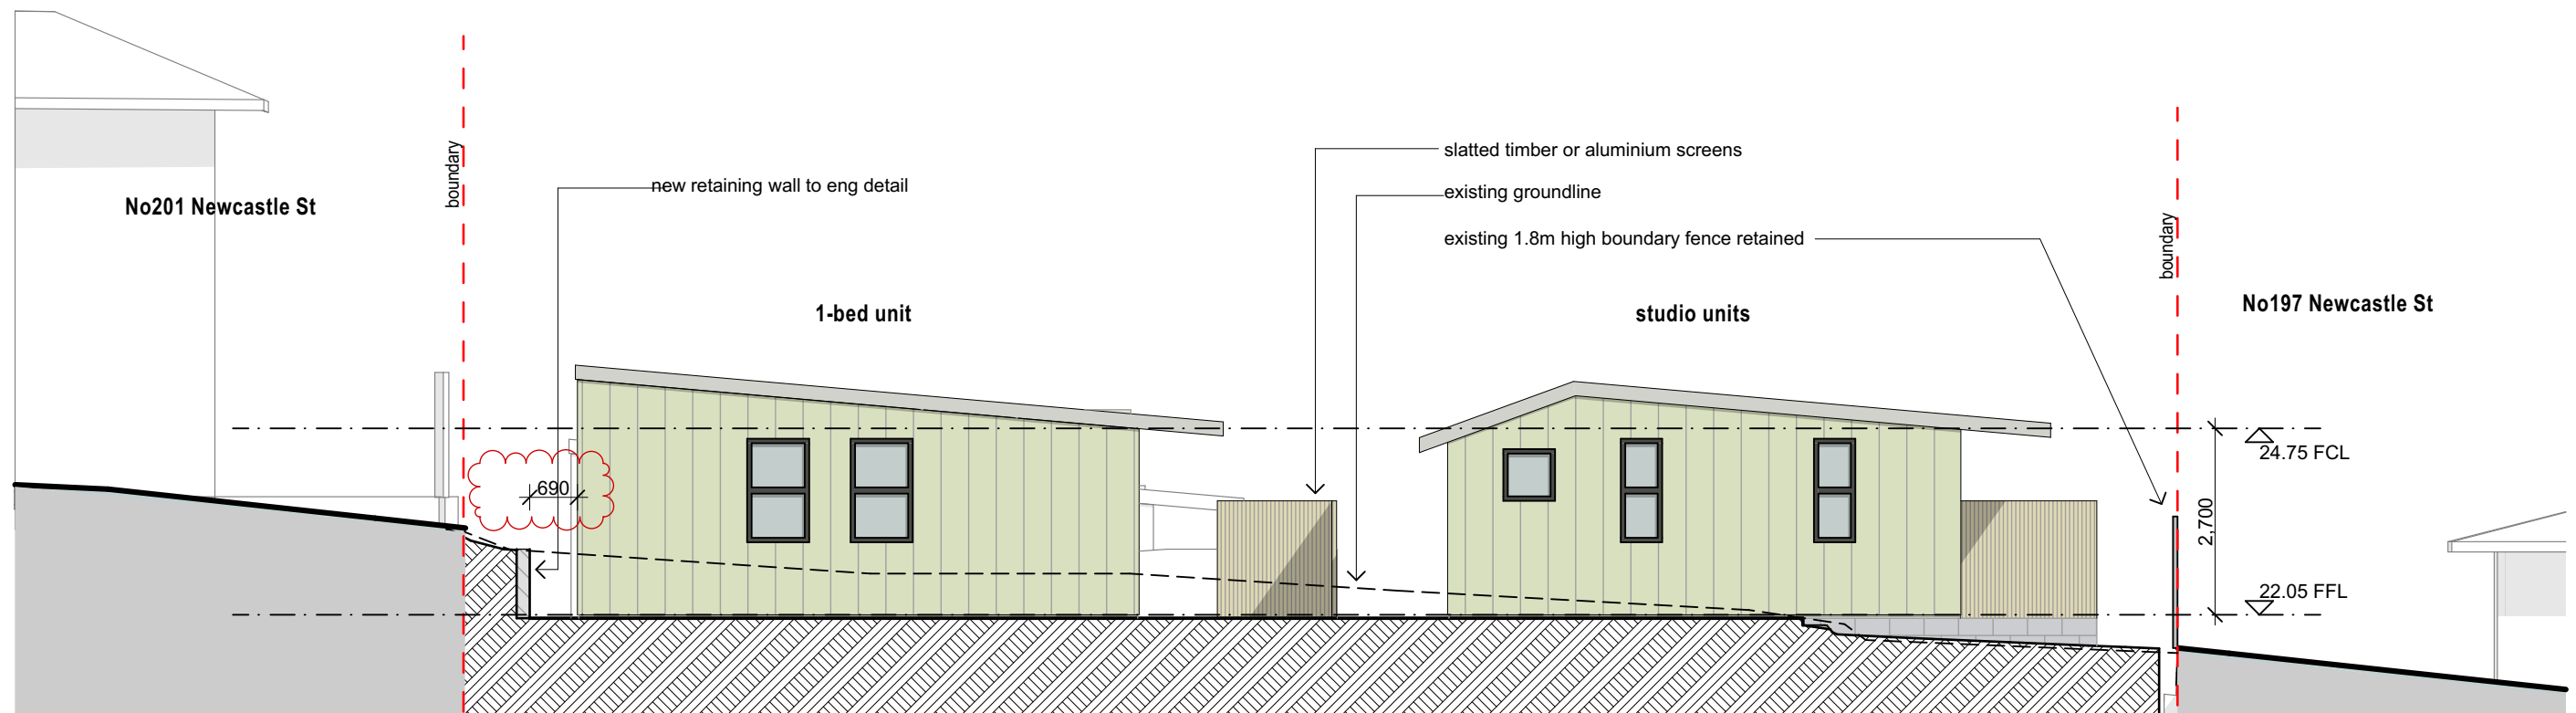 boundary
No201 Newcastle St
new retaining wall to eng detail
slatted timber or aluminium screens
existing groundline
existing 1.8m high boundary fence retained
boundary
No197 Newcastle St
1-bed unit
studio units
24.75 FCL
690
2,700
22.05 FFL